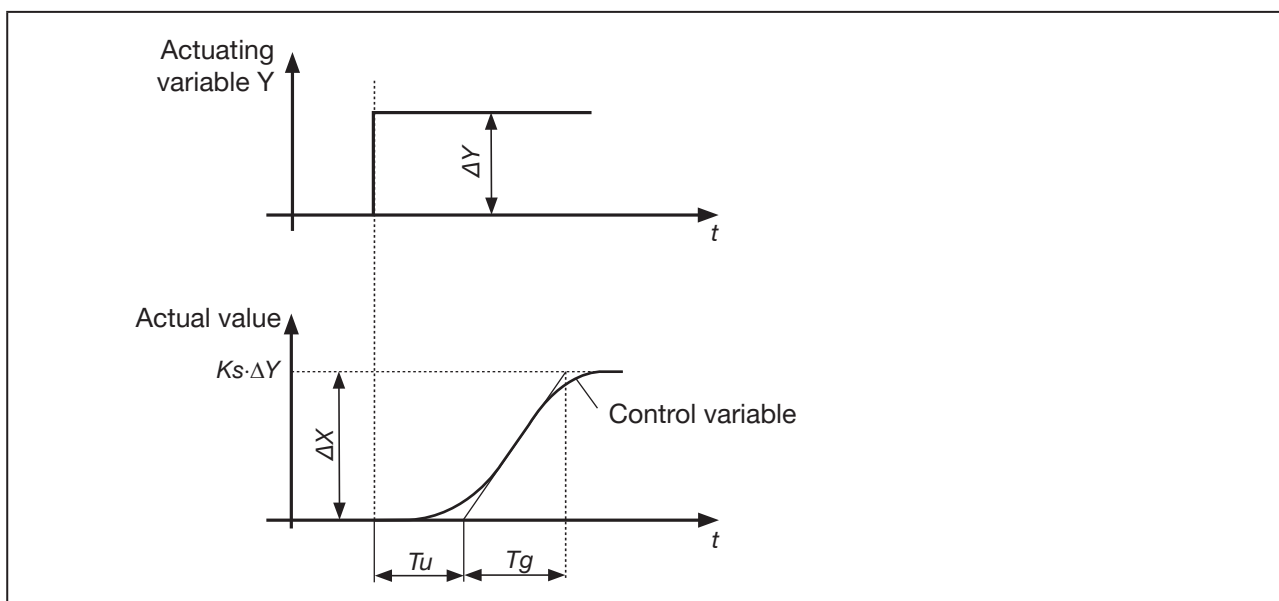 Actuating
variable Y
ΔY
t
Actual value
Ks·ΔY
ΔX
Control variable
t
Tu
Tg